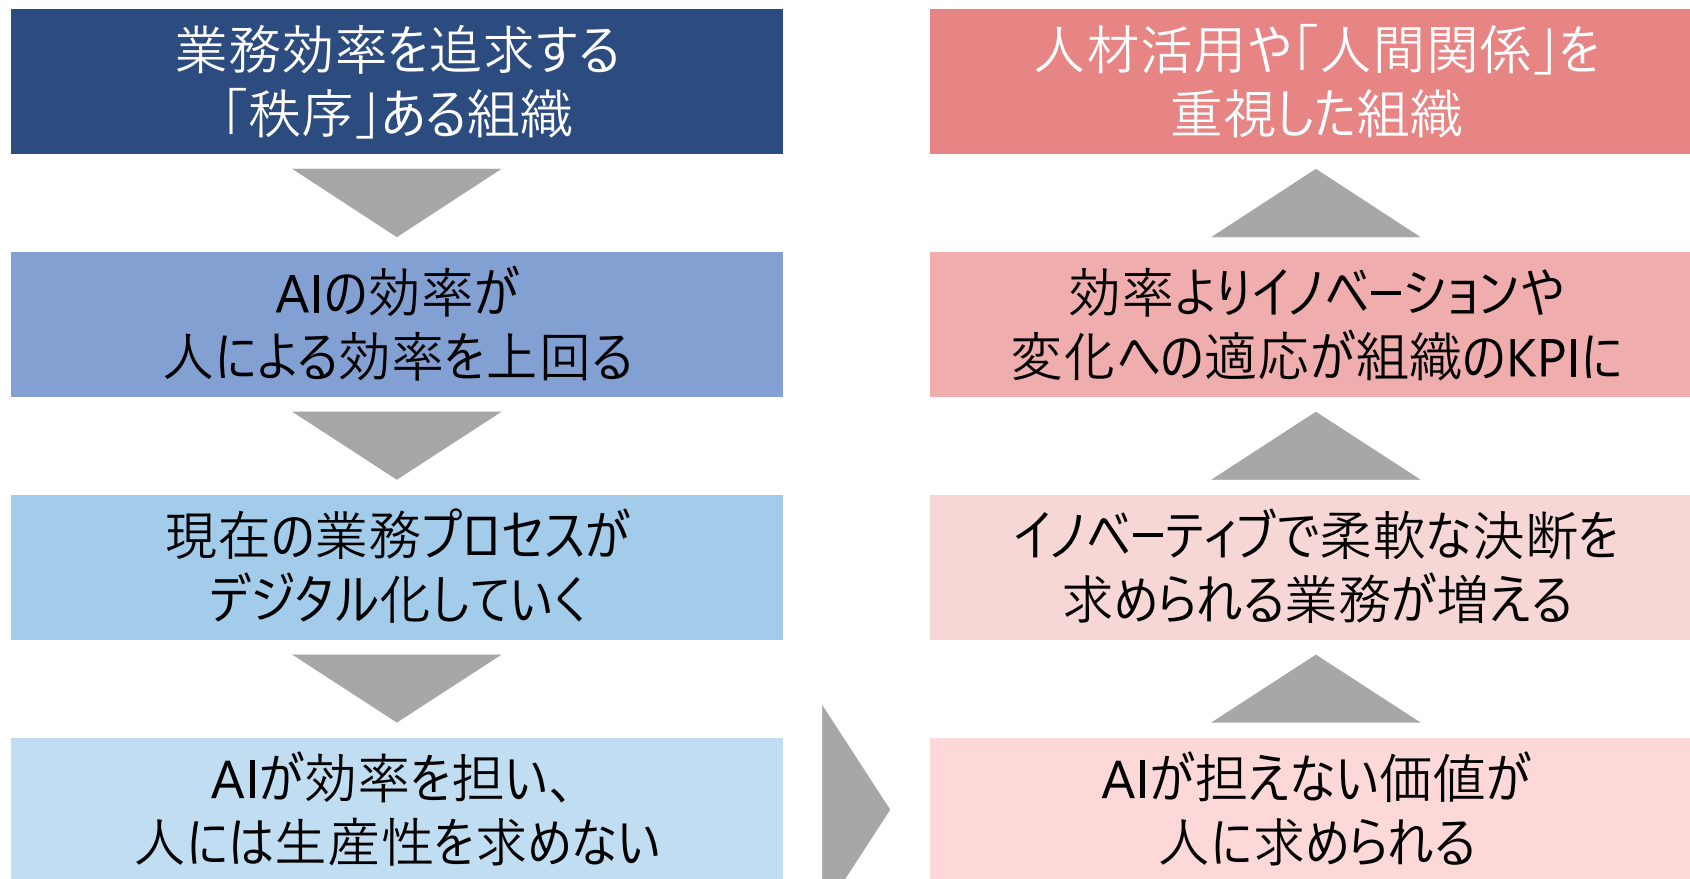 業務効率を追求する
「秩序」ある組織
AIの効率が
人による効率を上回る
現在の業務プロセスが
デジタル化していく
AIが効率を担い、
人には生産性を求めない
AIが担えない価値が
人に求められる
イノベーティブで柔軟な決断を
求められる業務が増える
効率よりイノベーションや
変化への適応が組織のKPIに
人材活用や「人間関係」を
重視した組織